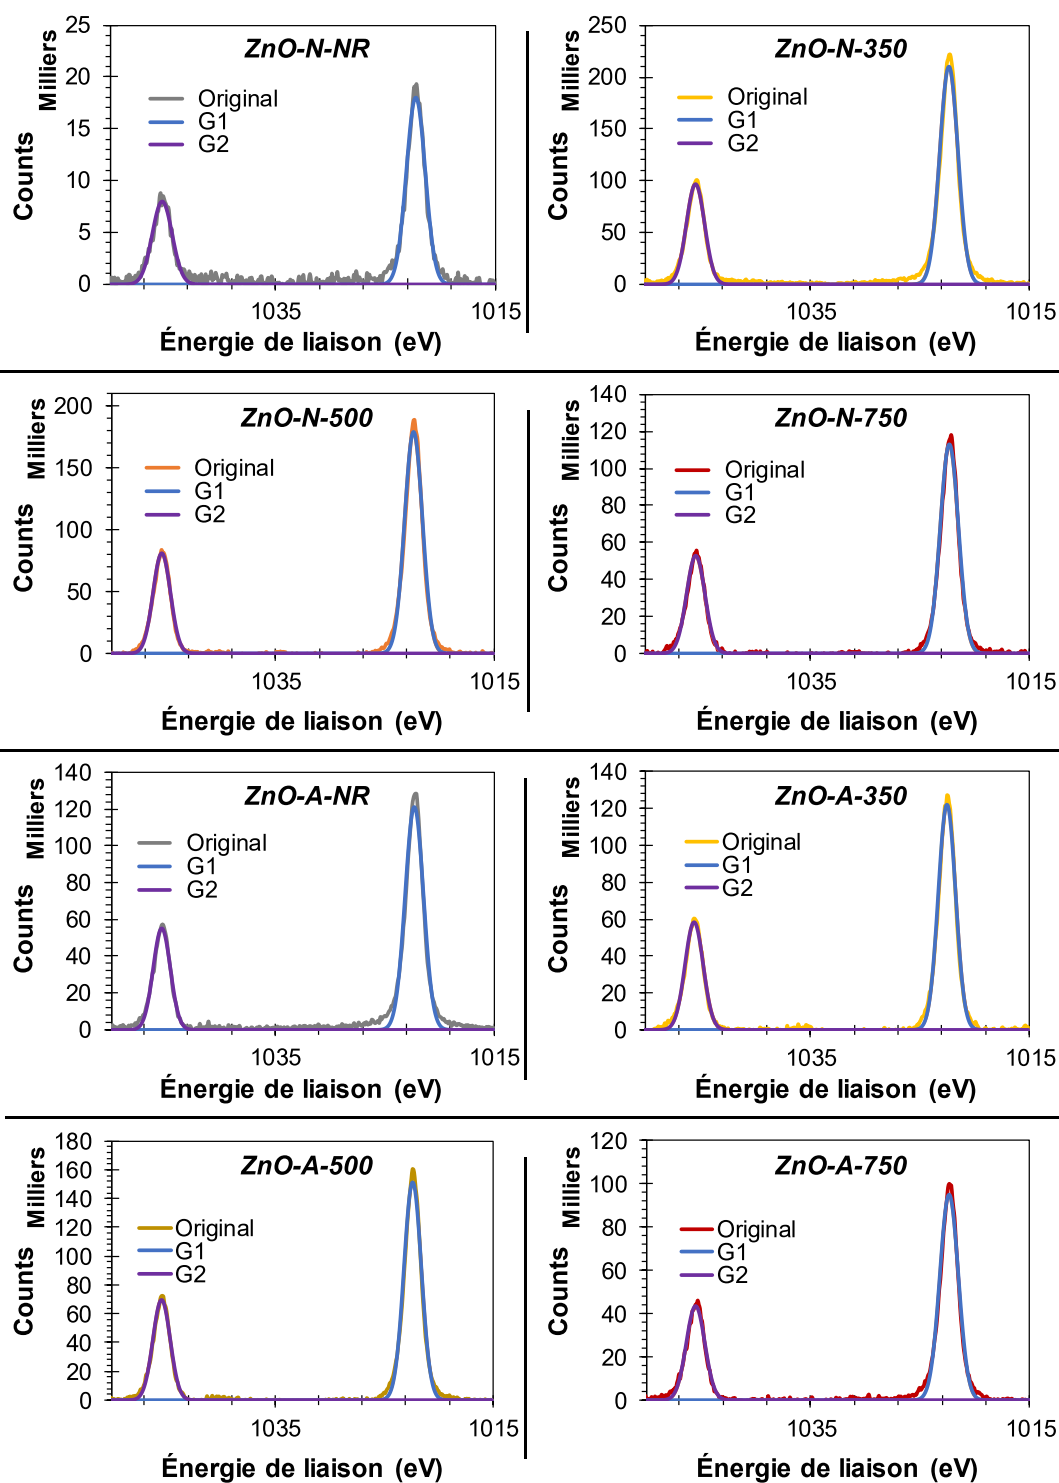 ZnO-N-NR
Milliers
Counts
25
20
15
10
5
0
Original
G1
G2
1035
1015
Énergie de liaison (eV)
ZnO-N-350
Milliers
Counts
250
200
150
100
50
0
Original
G1
G2
1035
1015
Énergie de liaison (eV)
ZnO-N-500
Milliers
Counts
200
150
100
50
0
Original
G1
G2
1035
1015
Énergie de liaison (eV)
ZnO-N-750
Milliers
Counts
140
120
100
80
60
40
20
0
Original
G1
G2
1035
1015
Énergie de liaison (eV)
ZnO-A-NR
Milliers
Counts
140
120
100
80
60
40
20
0
Original
G1
G2
1035
1015
Énergie de liaison (eV)
ZnO-A-350
Milliers
Counts
140
120
100
80
60
40
20
0
Original
G1
G2
1035
1015
Énergie de liaison (eV)
ZnO-A-500
Milliers
Counts
180
160
140
120
100
80
60
40
20
0
Original
G1
G2
1035
1015
Énergie de liaison (eV)
ZnO-A-750
Milliers
Counts
120
100
80
60
40
20
0
Original
G1
G2
1035
1015
Énergie de liaison (eV)